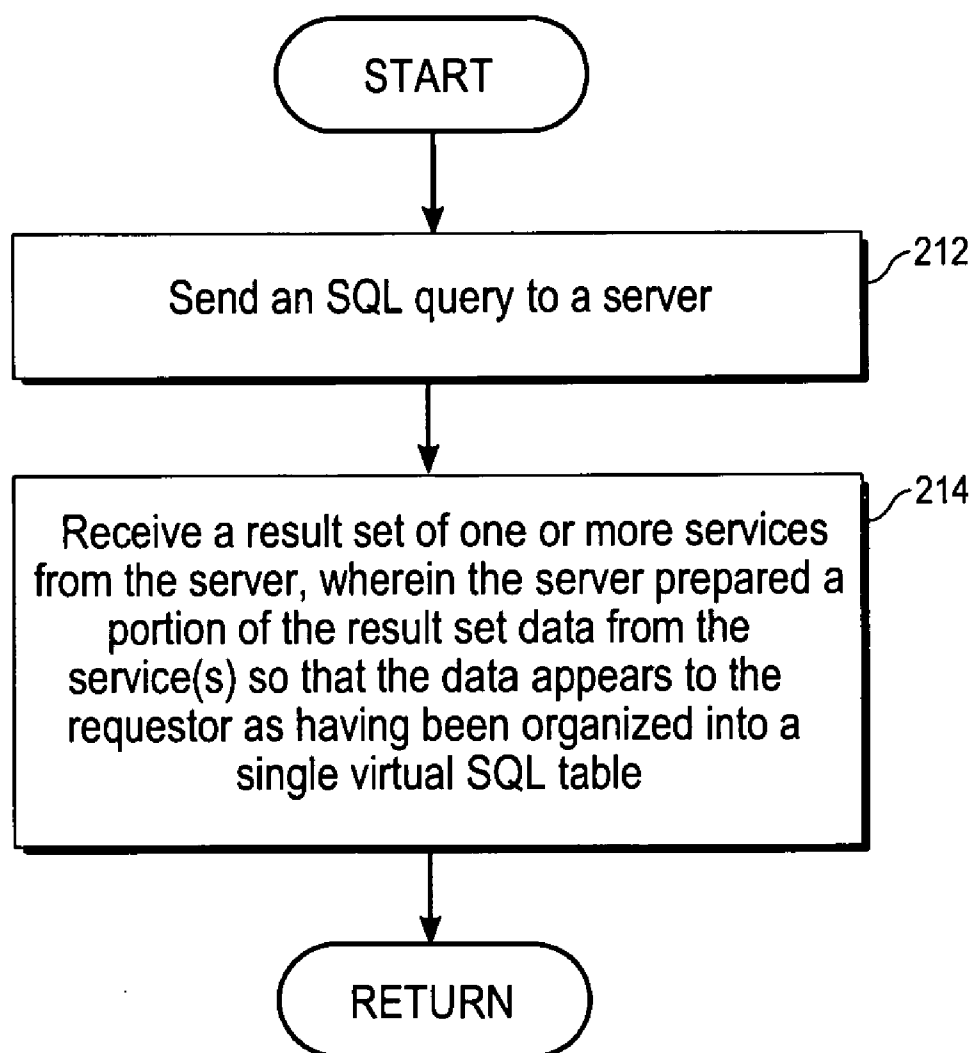 START
212
Send an SQL query to a server
214
Receive a result set of one or more services
from the server, wherein the server prepared a
portion of the result set data from the
service(s) so that the data appears to the
requestor as having been organized into a
single virtual SQL table
RETURN